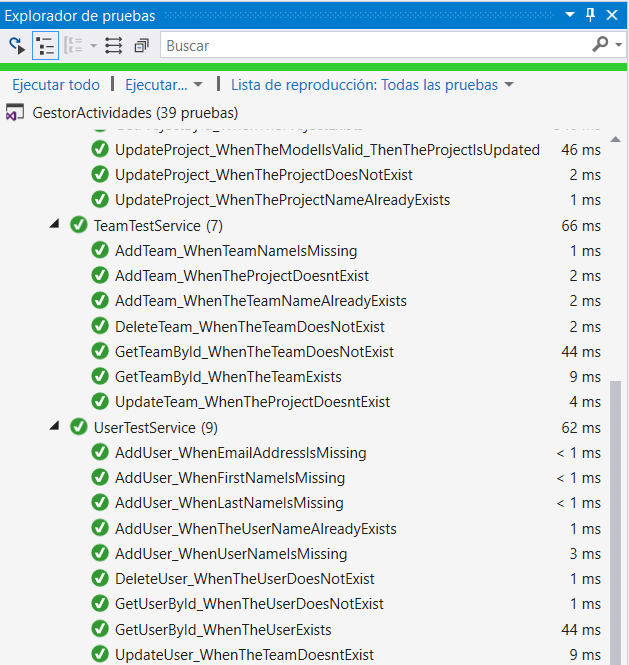 Explorador de pruebas
Buscar
Ejecutar todo | Ejecutar... | Lista de reproducción: Todas las pruebas
GestorActividades (39 pruebas)
UpdateProject_WhenTheModelIsValid_ThenTheProjectIsUpdated 46 ms
UpdateProject_WhenTheProjectDoesNotExist 2 ms
UpdateProject_WhenTheProjectNameAlreadyExists 1 ms
TeamTestService (7) 66 ms
AddTeam_WhenTeamNameIsMissing 1 ms
AddTeam_WhenTheProjectDoesntExist 2 ms
AddTeam_WhenTheTeamNameAlreadyExists 2 ms
DeleteTeam_WhenTheTeamDoesNotExist 2 ms
GetTeamById_WhenTheTeamDoesNotExist 44 ms
GetTeamById_WhenTheTeamExists 9 ms
UpdateTeam_WhenTheProjectDoesntExist 4 ms
UserTestService (9) 62 ms
AddUser_WhenEmailAddressIsMissing < 1 ms
AddUser_WhenFirstNameIsMissing < 1 ms
AddUser_WhenLastNameIsMissing < 1 ms
AddUser_WhenTheUserNameAlreadyExists 1 ms
AddUser_WhenUserNameIsMissing 3 ms
DeleteUser_WhenTheUserDoesNotExist 1 ms
GetUserById_WhenTheUserDoesNotExist 1 ms
GetUserById_WhenTheUserExists 44 ms
UpdateUser_WhenTheTeamDoesntExist 9 ms